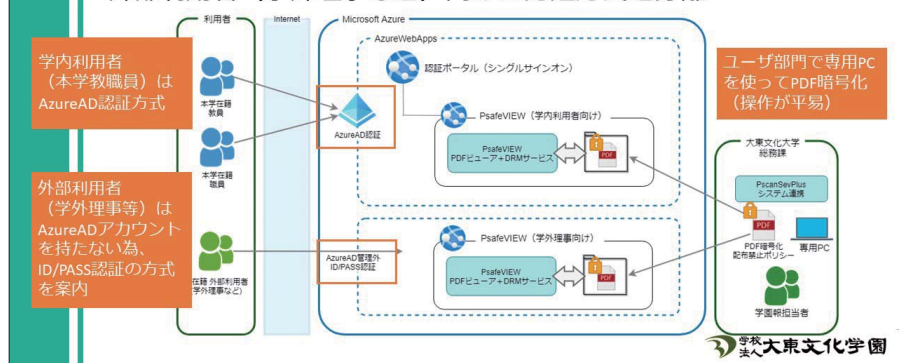 利用者
Internet
Microsoft Azure
AzureWebApps
学内利用者
(本学教職員)は
AzureAD認証方式
本学在籍
教員
本学在籍
職員
AzureAD認証
認証ポータル(シングルサインオン)
PsafeVIEW(学内利用者向け)
PsafeVIEW
PDFビューア+DRMサービス
PDF
ユーザ部門で専用PC
を使ってPDF暗号化
(操作が平易)
外部利用者
(学外理事等)は
AzureADアカウント
を持たない為、
ID/PASS認証の方式
を案内
在籍 外部利用者
(学外理事など)
AzureAD管理外
ID/PASS認証
PsafeVIEW(学外理事向け)
PsafeVIEW
PDFビューア+DRMサービス
PDF
大東文化大学
総務課
PscanSevPlus
システム連携
PDF
PDF暗号化
配布禁止ポリシー
専用PC
学園報担当者
学校
法人
大東文化学園